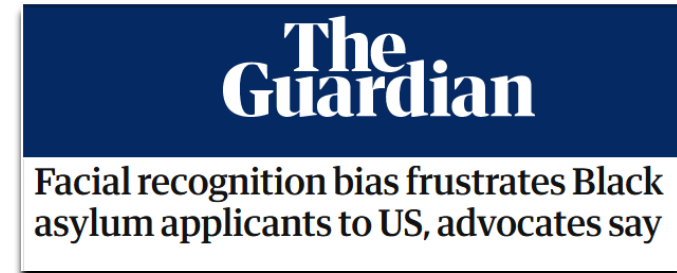 The
Guardian
Facial recognition bias frustrates Black
asylum applicants to US, advocates say